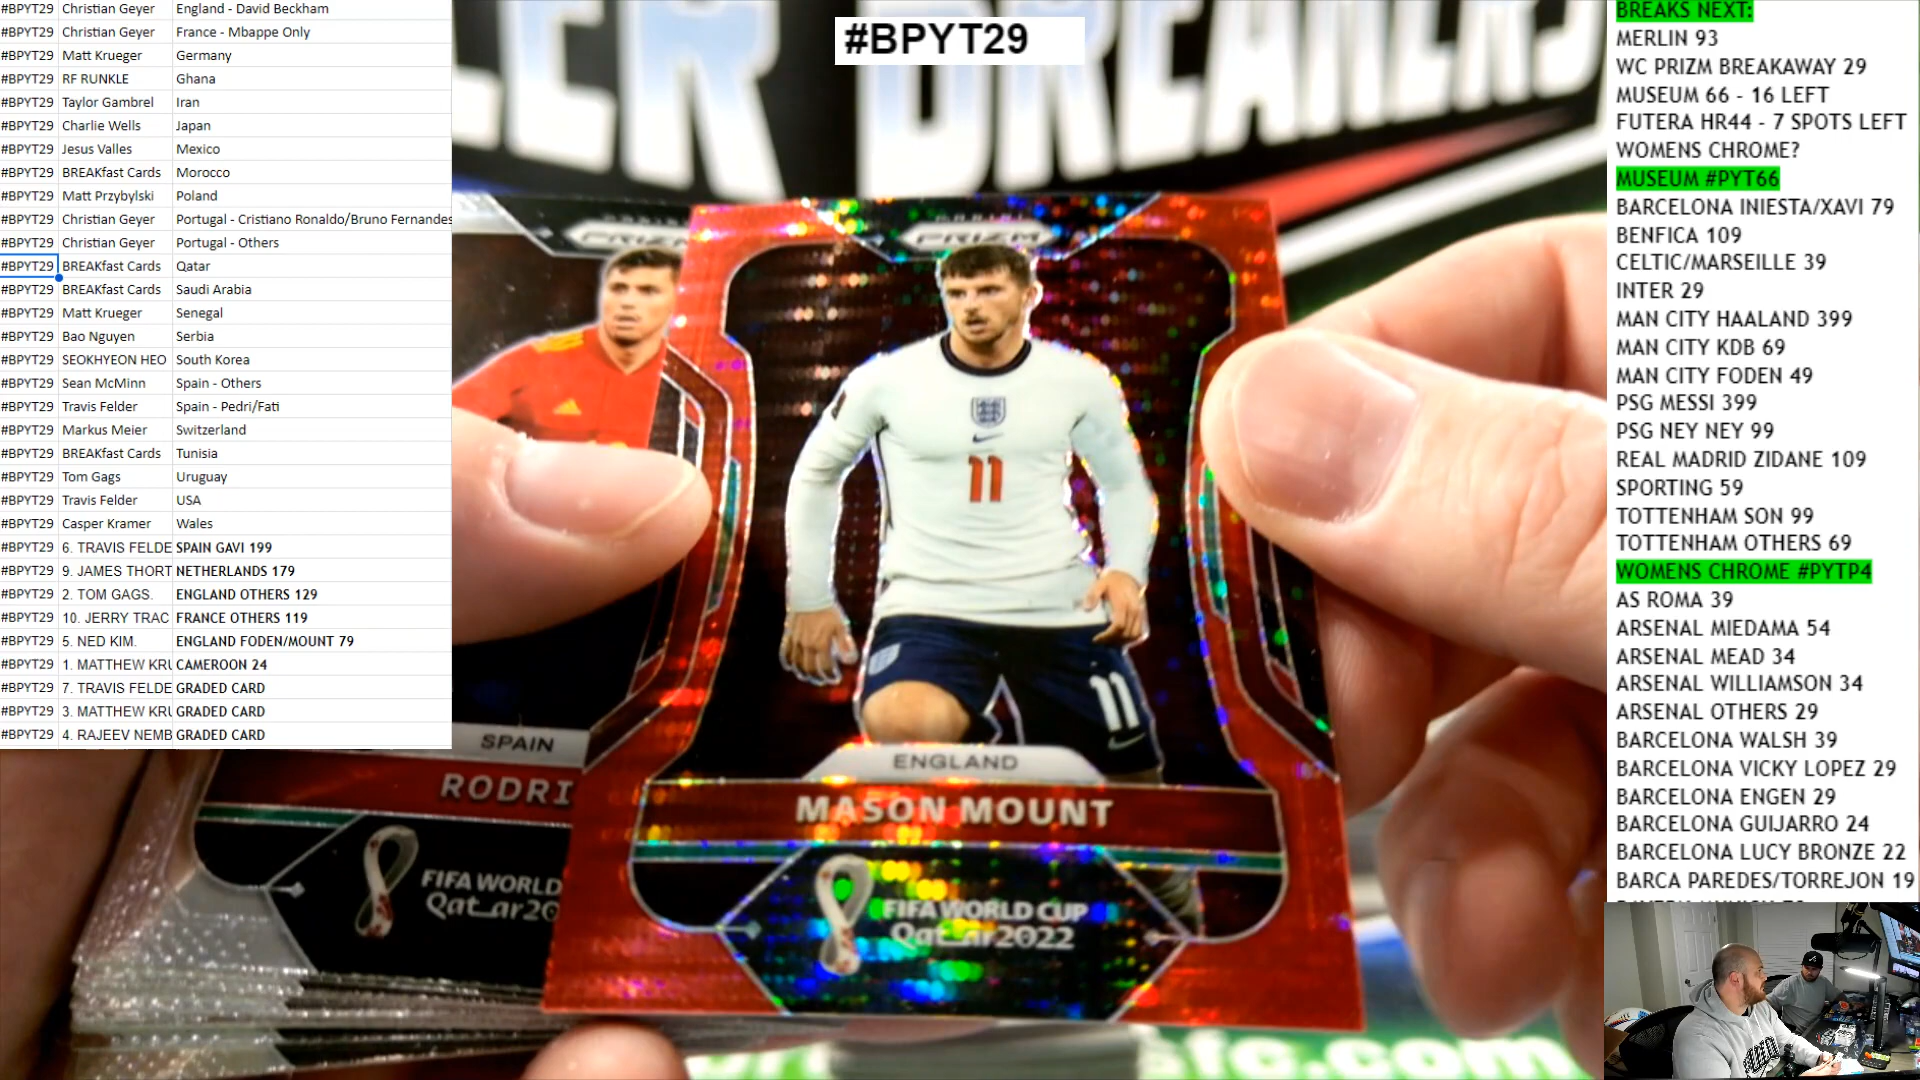 #BPYT29 Christian Geyer England - David Beckham
#BPYT29 Christian Geyer France - Mbappe Only
#BPYT29 Matt Krueger Germany
#BPYT29 RF RUNKLE Ghana
#BPYT29 Taylor Gambrel Iran
#BPYT29 Charlie Wells Japan
#BPYT29 Jesus Valles Mexico
#BPYT29 BREAKfast Cards Morocco
#BPYT29 Matt Przybylski Poland
#BPYT29 Christian Geyer Portugal - Cristiano Ronaldo/Bruno Fernandes
#BPYT29 Christian Geyer Portugal - Others
#BPYT29 BREAKfast Cards Qatar
#BPYT29 BREAKfast Cards Saudi Arabia
#BPYT29 Matt Krueger Senegal
#BPYT29 Bao Nguyen Serbia
#BPYT29 SEOKHYEON HEO South Korea
#BPYT29 Sean McMinn Spain - Others
#BPYT29 Travis Felder Spain - Pedri/Fati
#BPYT29 Markus Meier Switzerland
#BPYT29 BREAKfast Cards Tunisia
#BPYT29 Tom Gags Uruguay
#BPYT29 Travis Felder USA
#BPYT29 Casper Kramer Wales
#BPYT29 6. TRAVIS FELDE SPAIN GAVI 199
#BPYT29 9. JAMES THORT NETHERLANDS 179
#BPYT29 2. TOM GAGS. ENGLAND OTHERS 129
#BPYT29 10. JERRY TRAC FRANCE OTHERS 119
#BPYT29 5. NED KIM. ENGLAND FODEN/MOUNT 79
#BPYT29 1. MATTHEW KRU CAMEROON 24
#BPYT29 7. TRAVIS FELDE GRADED CARD
#BPYT29 3. MATTHEW KRU GRADED CARD
#BPYT29 4. RAJEEV NEMB GRADED CARD
#BPYT29
LER BREAKERS
PRIZM
PANINI
PRIZM
11
11
SPAIN
RODRI
FIFA WORLD
Qatar20
ENGLAND
MASON MOUNT
FIFA WORLD CUP
Qatar2022
fc.com
BREAKS NEXT:
MERLIN 93
WC PRIZM BREAKAWAY 29
MUSEUM 66 - 16 LEFT
FUTERA HR44 - 7 SPOTS LEFT
WOMENS CHROME?
MUSEUM #PYT66
BARCELONA INIESTA/XAVI 79
BENFICA 109
CELTIC/MARSEILLE 39
INTER 29
MAN CITY HAALAND 399
MAN CITY KDB 69
MAN CITY FODEN 49
PSG MESSI 399
PSG NEY NEY 99
REAL MADRID ZIDANE 109
SPORTING 59
TOTTENHAM SON 99
TOTTENHAM OTHERS 69
WOMENS CHROME #PYTP4
AS ROMA 39
ARSENAL MIEDAMA 54
ARSENAL MEAD 34
ARSENAL WILLIAMSON 34
ARSENAL OTHERS 29
BARCELONA WALSH 39
BARCELONA VICKY LOPEZ 29
BARCELONA ENGEN 29
BARCELONA GUIJARRO 24
BARCELONA LUCY BRONZE 22
BARCA PAREDES/TORREJON 19